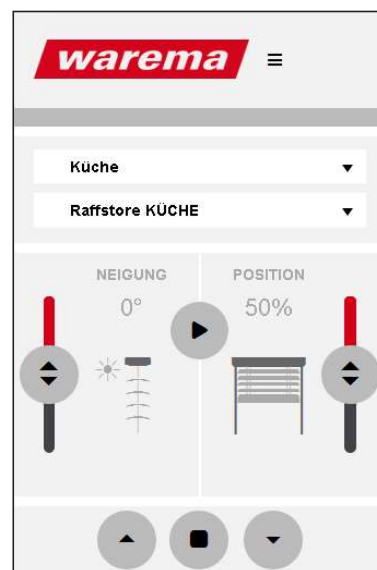 warema
Küche
Raffstore KÜCHE
NEIGUNG
POSITION
0°
50%